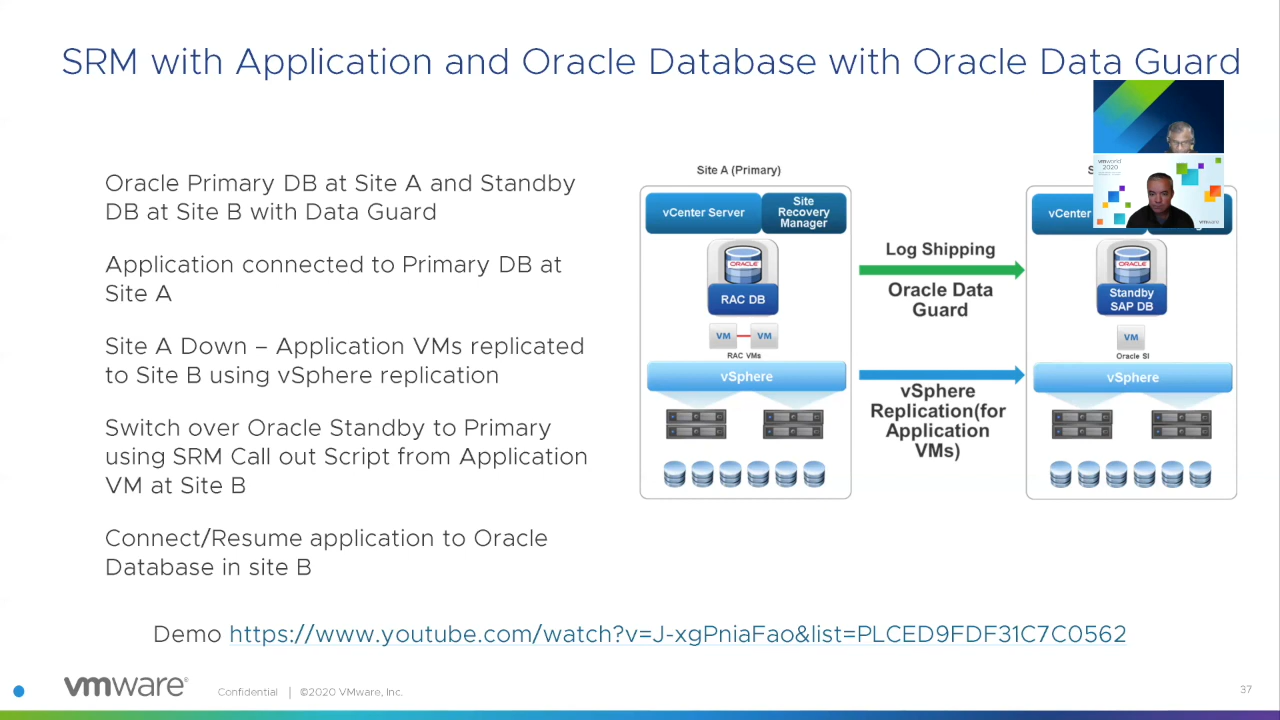 SRM with Application and Oracle Database with Oracle Data Guard
Oracle Primary DB at Site A and Standby
DB at Site B with Data Guard
Application connected to Primary DB at
Site A
Site A Down – Application VMs replicated
to Site B using vSphere replication
Switch over Oracle Standby to Primary
using SRM Call out Script from Application
VM at Site B
Connect/Resume application to Oracle
Database in site B
Demo https://www.youtube.com/watch?v=J-xgPniaFao&list=PLCED9FDF31C7C0562
Site A (Primary)
vCenter Server
Site
Recovery
Manager
ORACLE
RAC DB
VM
VM
RAC VMs
vSphere
Log Shipping
Oracle Data
Guard
vSphere
Replication(for
Application
VMs)
vmworld
2020
vmware
vCenter
ORACLE
Standby
SAP DB
VM
Oracle SI
vSphere
vmware
Confidential | ©2020 VMware, Inc.
37